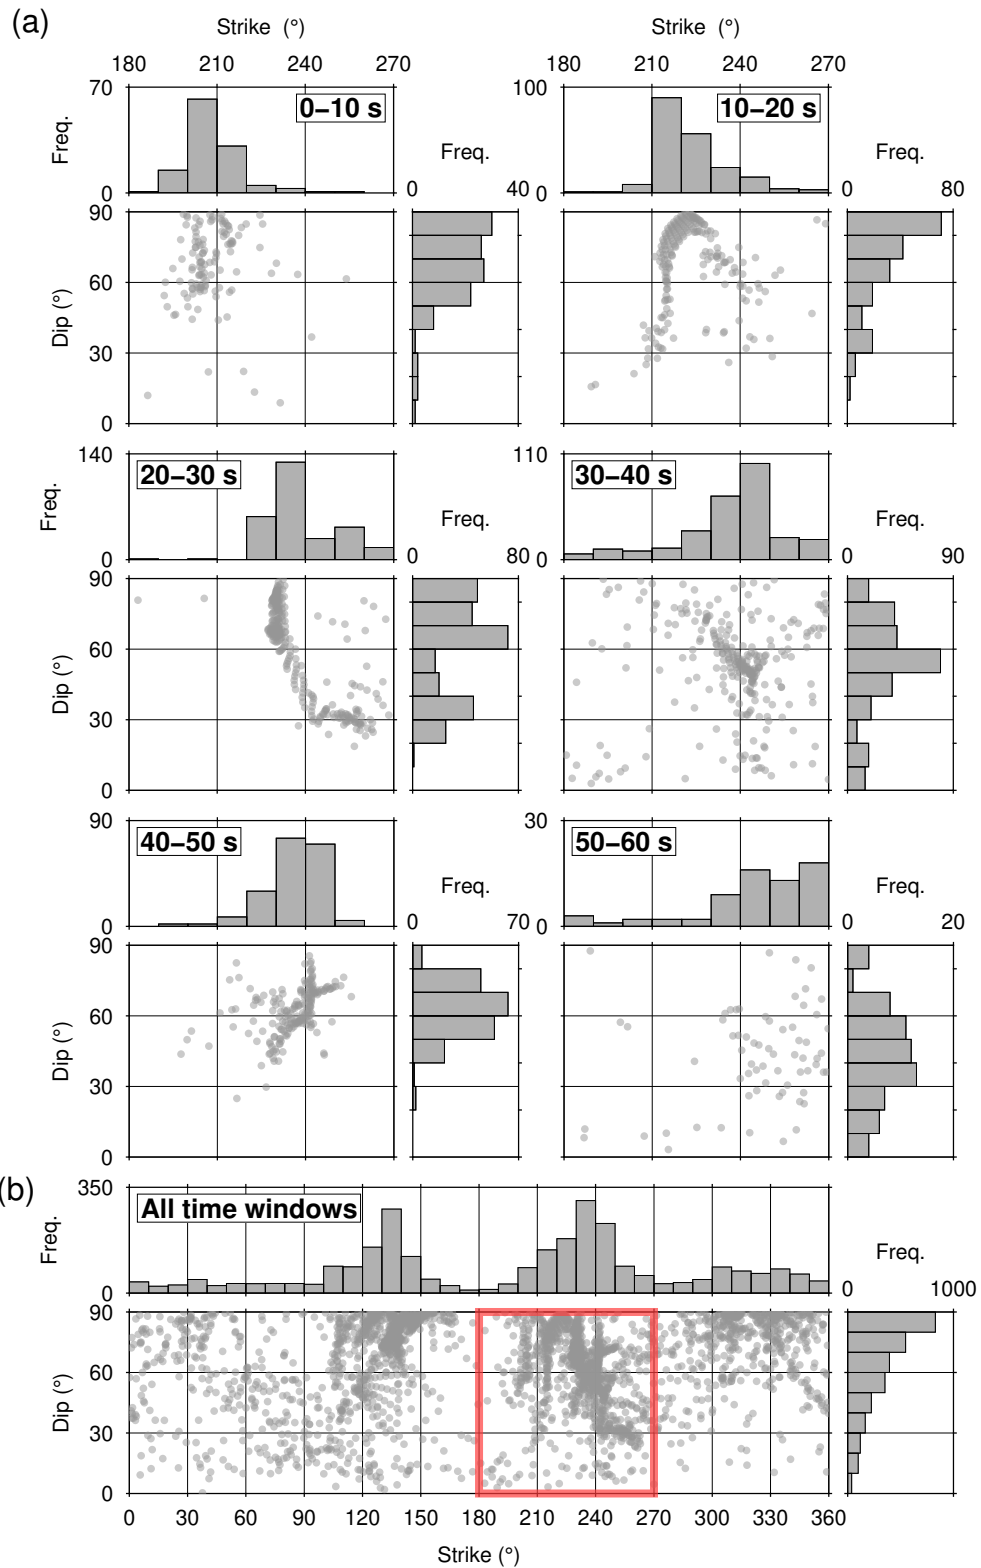 (a)
Strike (°) Strike (°)
180 210 240 270 180 210 240 270
70 100
0–10 s 10–20 s
Freq. Freq. Freq.
0 0 40 0 0 80
90
60
Dip (°)
30
0
140 110
20–30 s 30–40 s
Freq. Freq. Freq.
0 0 80 0 0 90
90
60
Dip (°)
30
0
90 30
40–50 s 50–60 s
Freq. Freq.
0 0 70 0 0 20
90
60
Dip (°)
30
0
(b)
350
All time windows
Freq. Freq.
0 0 1000
90
60
Dip (°)
30
0
0 30 60 90 120 150 180 210 240 270 300 330 360
Strike (°)